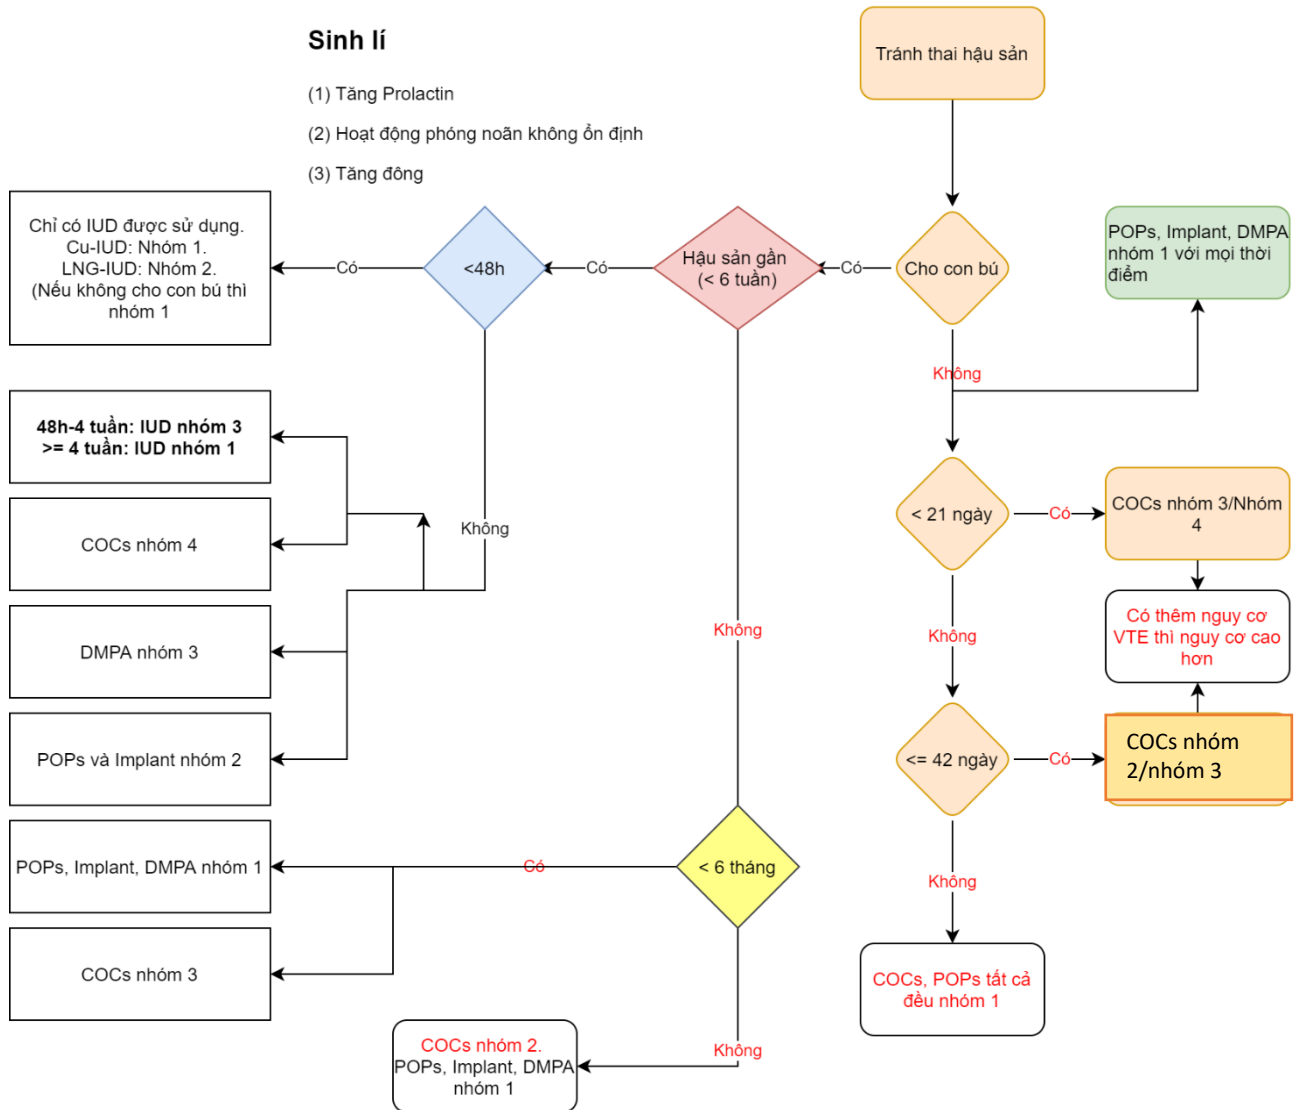 Sinh lí
(1) Tăng Prolactin
(2) Hoạt động phóng noãn không ổn định
(3) Tăng đông
Tránh thai hậu sản
Chỉ có IUD được sử dụng.
Cu-IUD: Nhóm 1.
LNG-IUD: Nhóm 2.
(Nếu không cho con bú thì
nhóm 1
Có
<48h
Có
Hậu sản gần
(< 6 tuần)
Có
Cho con bú
POPs, Implant, DMPA
nhóm 1 với mọi thời
điểm
Không
48h-4 tuần: IUD nhóm 3
>= 4 tuần: IUD nhóm 1
COCs nhóm 4
Không
< 21 ngày
Có
COCs nhóm 3/Nhóm
4
DMPA nhóm 3
Không
Không
Có thêm nguy cơ
VTE thì nguy cơ cao
hơn
POPs và Implant nhóm 2
<= 42 ngày
Có
COCs nhóm
2/nhóm 3
POPs, Implant, DMPA nhóm 1
Có
< 6 tháng
Không
COCs nhóm 3
COCs, POPs tất cả
đều nhóm 1
COCs nhóm 2.
POPs, Implant, DMPA
nhóm 1
Không